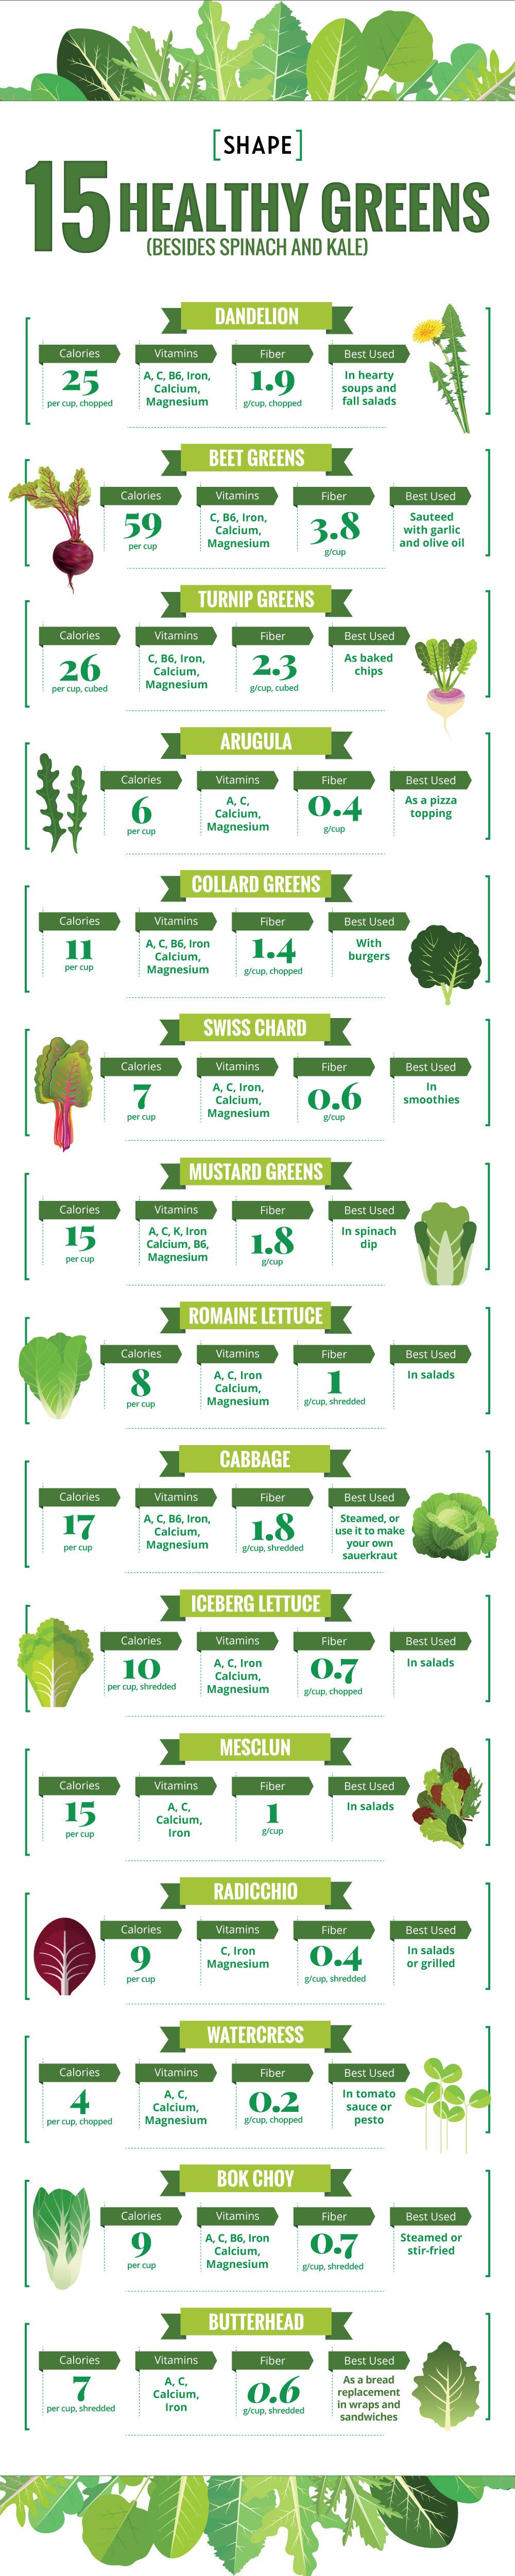 [SHAPE]
15 HEALTHY GREENS
(BESIDES SPINACH AND KALE)
DANDELION
Calories
25
per cup, chopped
Vitamins
A, C, B6, Iron,
Calcium,
Magnesium
Fiber
1.9
g/cup, chopped
Best Used
In hearty
soups and
fall salads
BEET GREENS
Calories
59
per cup
Vitamins
C, B6, Iron,
Calcium,
Magnesium
Fiber
3.8
g/cup
Best Used
Sauteed
with garlic
and olive oil
TURNIP GREENS
Calories
26
per cup, cubed
Vitamins
C, B6, Iron,
Calcium,
Magnesium
Fiber
2.3
g/cup, cubed
Best Used
As baked
chips
ARUGULA
Calories
6
per cup
Vitamins
A, C,
Calcium,
Magnesium
Fiber
0.4
g/cup
Best Used
As a pizza
topping
COLLARD GREENS
Calories
11
per cup
Vitamins
A, C, B6, Iron
Calcium,
Magnesium
Fiber
1.4
g/cup, chopped
Best Used
With
burgers
SWISS CHARD
Calories
7
per cup
Vitamins
A, C, Iron,
Calcium,
Magnesium
Fiber
0.6
g/cup
Best Used
In
smoothies
MUSTARD GREENS
Calories
15
per cup
Vitamins
A, C, K, Iron
Calcium, B6,
Magnesium
Fiber
1.8
g/cup
Best Used
In spinach
dip
ROMAINE LETTUCE
Calories
8
per cup
Vitamins
A, C, Iron
Calcium,
Magnesium
Fiber
1
g/cup, shredded
Best Used
In salads
CABBAGE
Calories
17
per cup
Vitamins
A, C, B6, Iron,
Calcium,
Magnesium
Fiber
1.8
g/cup, shredded
Best Used
Steamed, or
use it to make
your own
sauerkraut
ICEBERG LETTUCE
Calories
10
per cup, shredded
Vitamins
A, C, Iron
Calcium,
Magnesium
Fiber
0.7
g/cup, chopped
Best Used
In salads
MESCLUN
Calories
15
per cup
Vitamins
A, C,
Calcium,
Iron
Fiber
1
g/cup
Best Used
In salads
RADICCHIO
Calories
9
per cup
Vitamins
C, Iron
Magnesium
Fiber
0.4
g/cup, shredded
Best Used
In salads
or grilled
WATERCRESS
Calories
4
per cup, chopped
Vitamins
A, C,
Calcium,
Magnesium
Fiber
0.2
g/cup, chopped
Best Used
In tomato
sauce or
pesto
BOK CHOY
Calories
9
per cup
Vitamins
A, C, B6, Iron
Calcium,
Magnesium
Fiber
0.7
g/cup, shredded
Best Used
Steamed or
stir-fried
BUTTERHEAD
Calories
7
per cup, shredded
Vitamins
A, C,
Calcium,
Iron
Fiber
0.6
g/cup, shredded
Best Used
As a bread
replacement
in wraps and
sandwiches